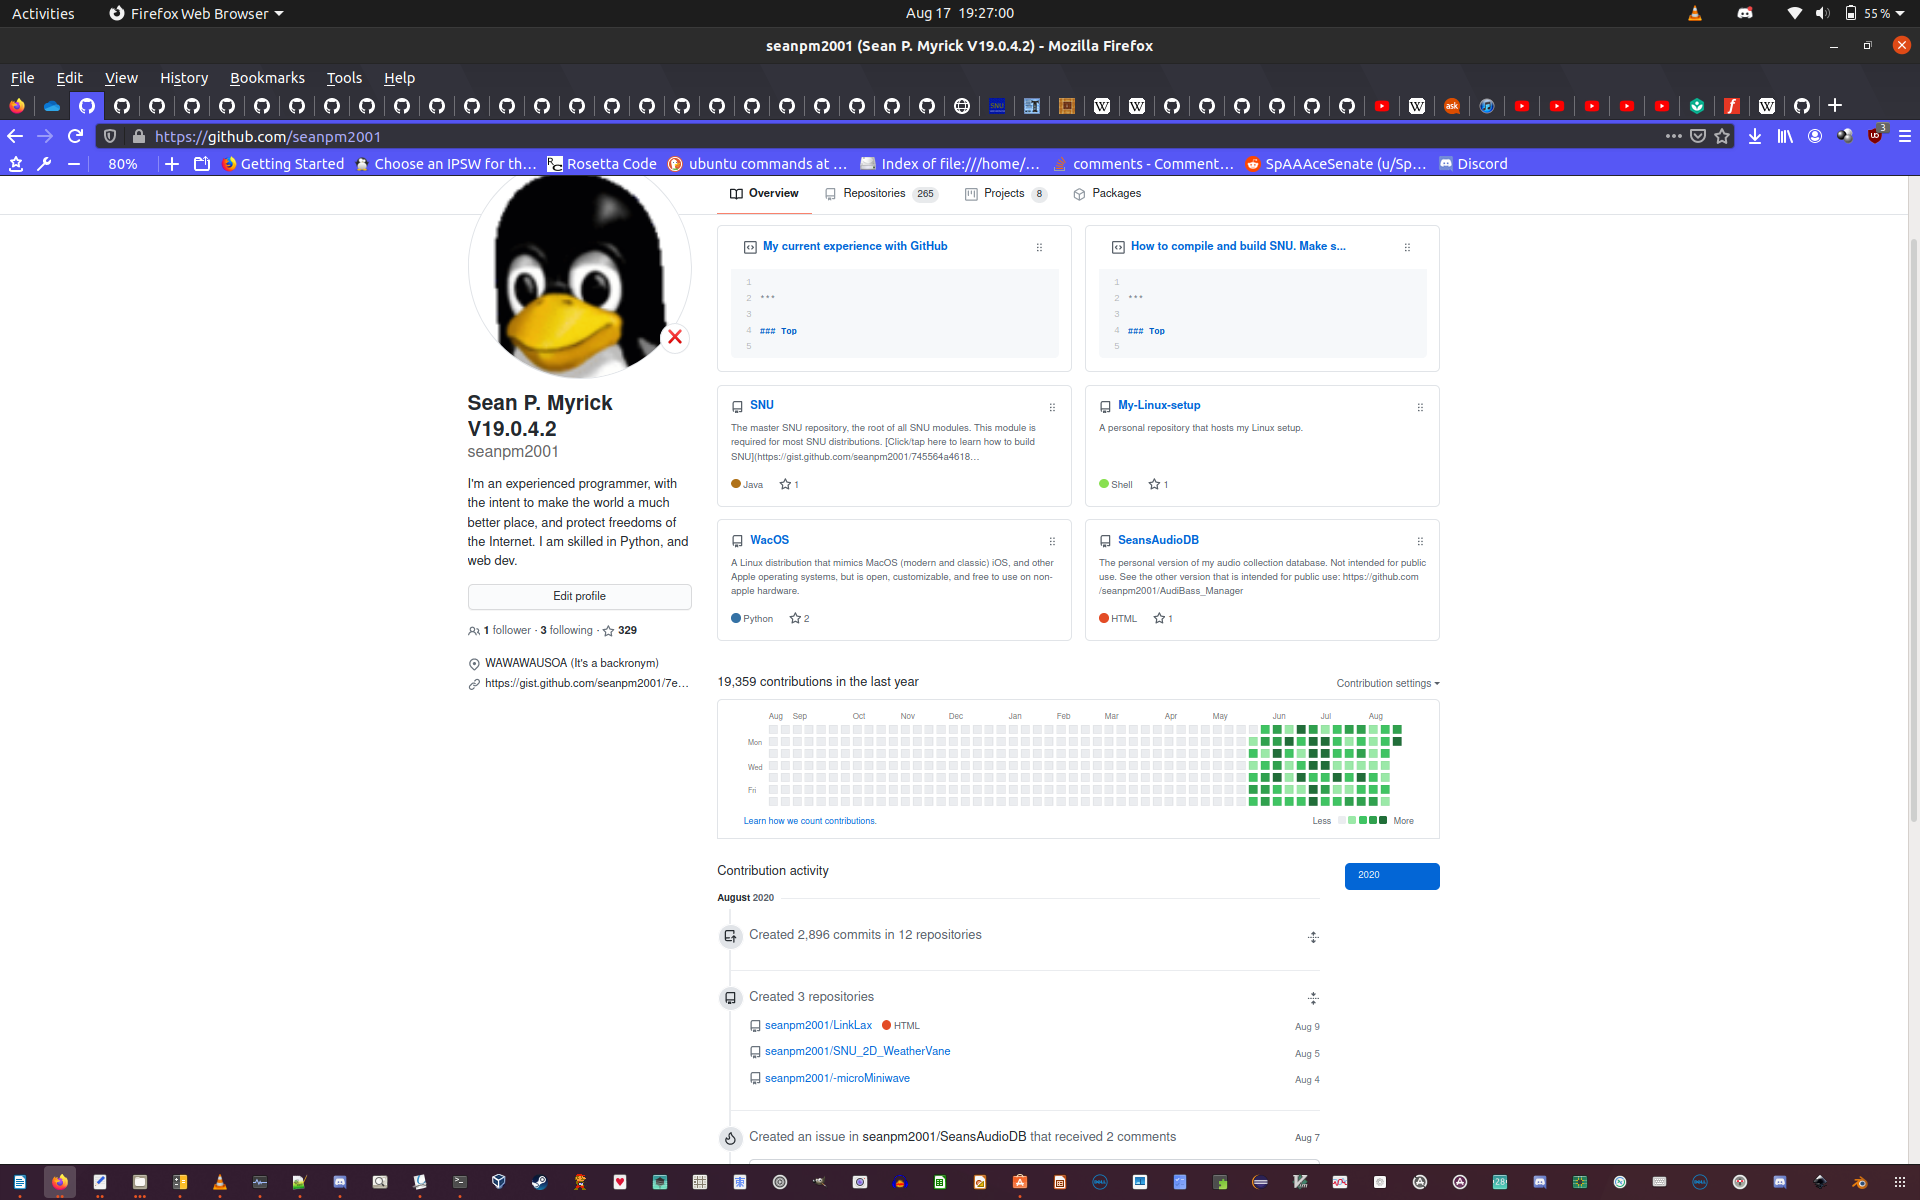 Activities
Firefox Web Browser
Aug 17 19:27:00
55 %
seanpm2001 (Sean P. Myrick V19.0.4.2) - Mozilla Firefox
File Edit View History Bookmarks Tools Help
https://github.com/seanpm2001
3
80%
Getting Started
Choose an IPSW for th...
Rosetta Code
ubuntu commands at ...
Index of file:///home/...
comments - Comment...
SpAAAceSenate (u/Sp...
Discord
Overview
Repositories 265
Projects 8
Packages
Sean P. Myrick
V19.0.4.2
seanpm2001
I'm an experienced programmer, with
the intent to make the world a much
better place, and protect freedoms of
the Internet. I am skilled in Python, and
web dev.
Edit profile
1 follower · 3 following · 329
WAWAWAUSOA (It's a backronym)
https://gist.github.com/seanpm2001/7e...
My current experience with GitHub
1
2 ***
3
4 ### Top
5
How to compile and build SNU. Make s...
1
2 ***
3
4 ### Top
5
SNU
The master SNU repository, the root of all SNU modules. This module is
required for most SNU distributions. [Click/tap here to learn how to build
SNU](https://gist.github.com/seanpm2001/745564a4618...
Java 1
My-Linux-setup
A personal repository that hosts my Linux setup.
Shell 1
WacOS
A Linux distribution that mimics MacOS (modern and classic) iOS, and other
Apple operating systems, but is open, customizable, and free to use on non-
apple hardware.
Python 2
SeansAudioDB
The personal version of my audio collection database. Not intended for public
use. See the other version that is intended for public use: https://github.com
/seanpm2001/AudiBass_Manager
HTML 1
19,359 contributions in the last year
Contribution settings
Aug Sep Oct Nov Dec Jan Feb Mar Apr May Jun Jul Aug
Mon
Wed
Fri
Learn how we count contributions.
Less More
Contribution activity
2020
August 2020
Created 2,896 commits in 12 repositories
Created 3 repositories
seanpm2001/LinkLax HTML Aug 9
seanpm2001/SNU_2D_WeatherVane Aug 5
seanpm2001/-microMiniwave Aug 4
Created an issue in seanpm2001/SeansAudioDB that received 2 comments Aug 7